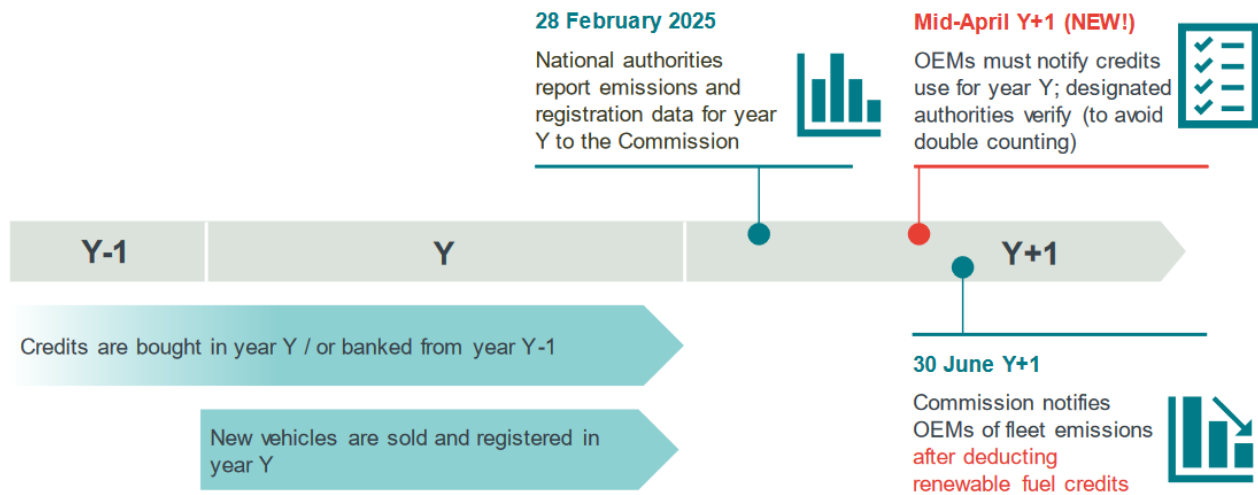 28 February 2025
National authorities
report emissions and
registration data for year
Y to the Commission
Mid-April Y+1 (NEW!)
OEMs must notify credits
use for year Y; designated
authorities verify (to avoid
double counting)
Y-1
Y
Y+1
Credits are bought in year Y / or banked from year Y-1
New vehicles are sold and registered in
year Y
30 June Y+1
Commission notifies
OEMs of fleet emissions
after deducting
renewable fuel credits